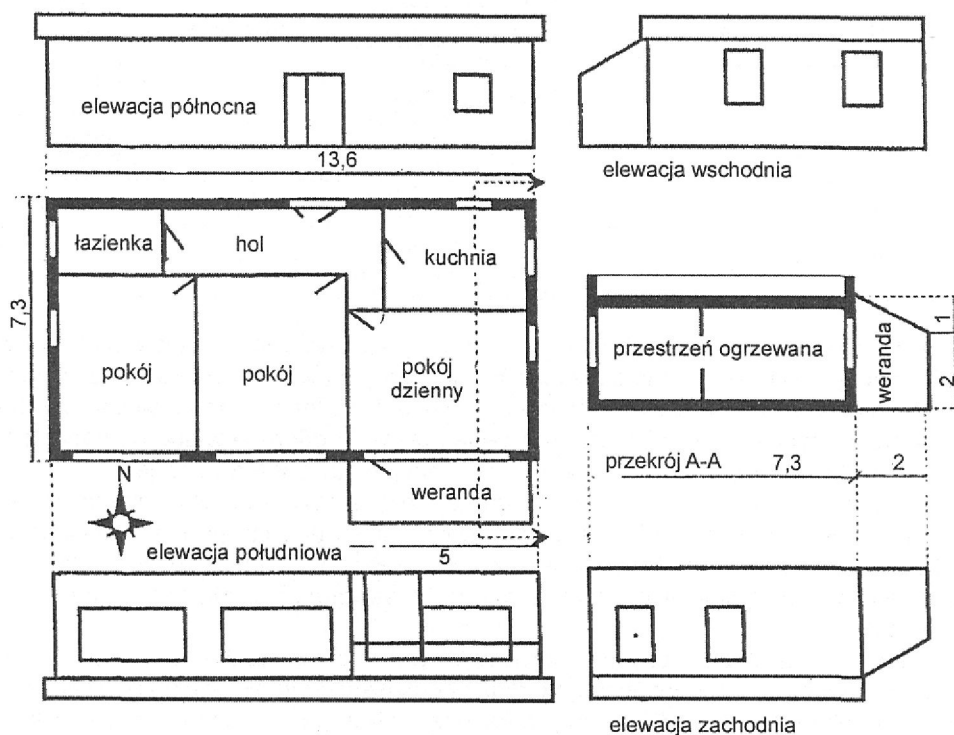 elewacja północna
elewacja wschodnia
13,6
łazienka
hol
kuchnia
7,3
pokój
pokój
pokój
dzienny
weranda
N
przestrzeń ogrzewana
weranda
1
2
przekrój A-A
7,3
2
elewacja południowa
5
elewacja zachodnia